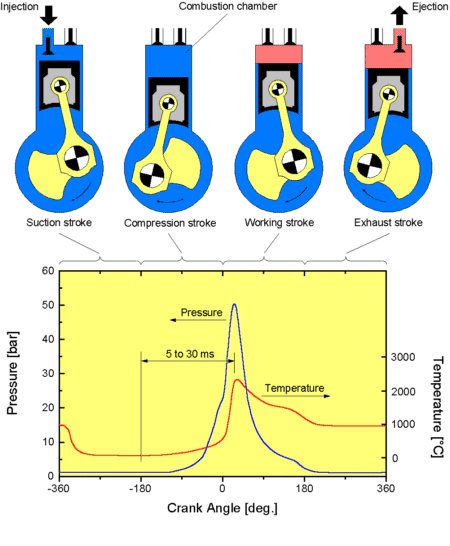 Injection
Combustion chamber
Ejection
Suction stroke
Compression stroke
Working stroke
Exhaust stroke
60
50
40
30
20
10
0
Pressure [bar]
Pressure
5 to 30 ms
Temperature
3000
2000
1000
0
Temperature [°C]
-360
-180
0
180
360
Crank Angle [deg.]